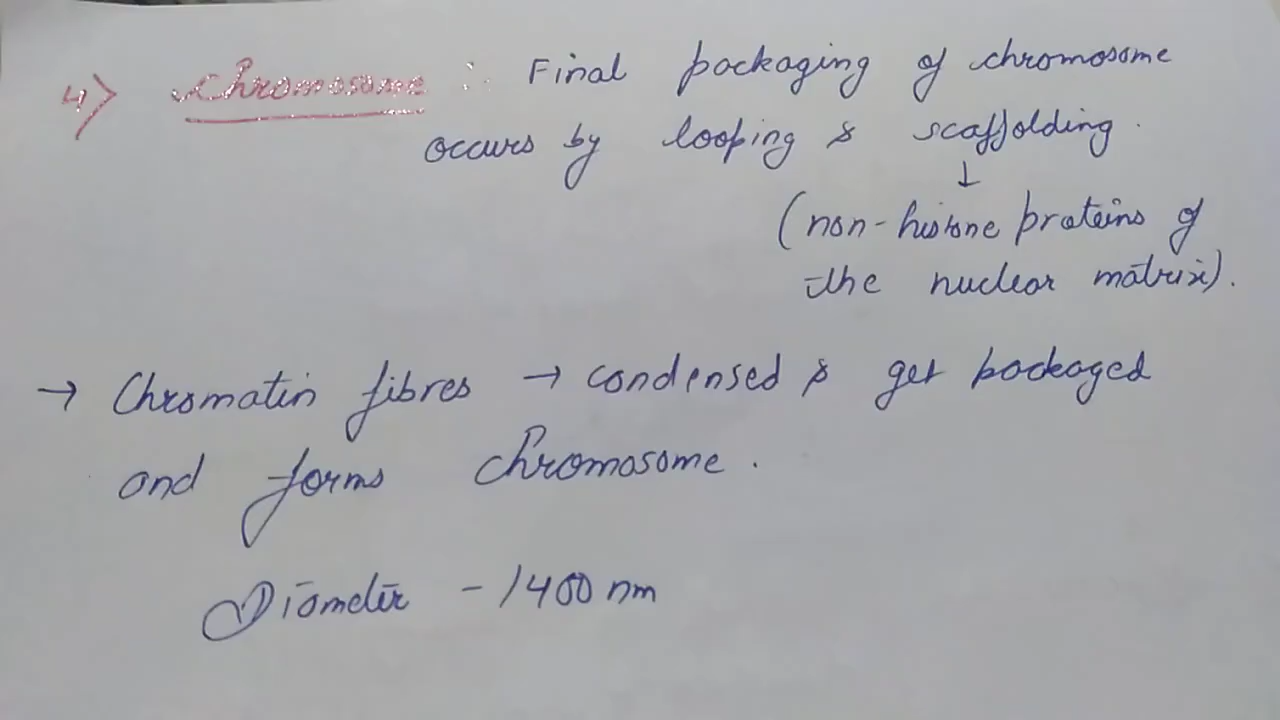 4) Chromosome :- Final packaging of chromosome
occurs by looping & scaffolding.
↓
(non-histone proteins of
the nuclear matrix).
→ Chromatin fibres → condensed & get packaged
and forms chromosome.
Diameter - 1400 nm